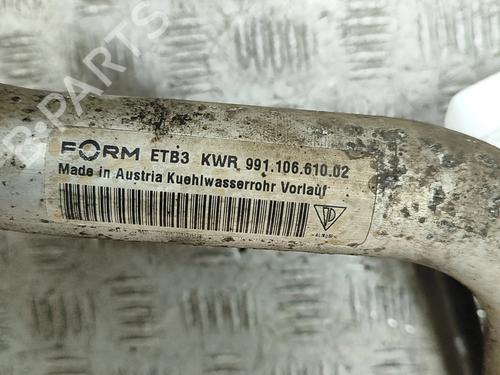 FORM ETB3 KWR 991.106.610.02
Made in Austria Kuehlwasserrohr Vorlauf
B-PARTS